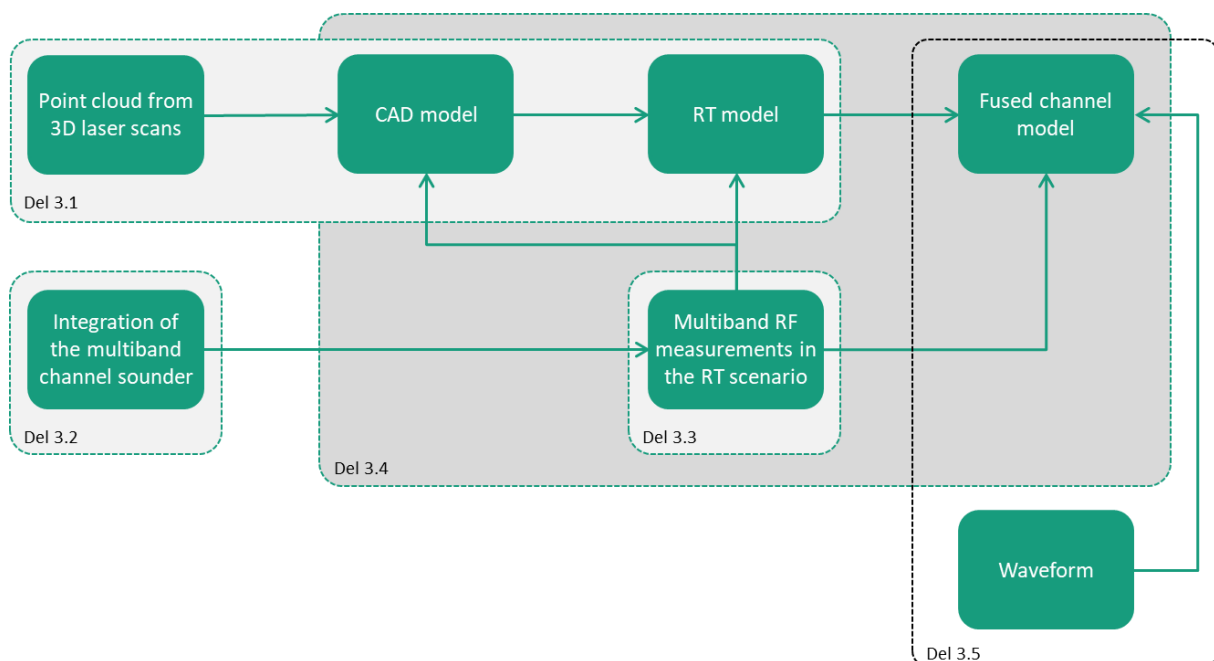 Point cloud from
3D laser scans
CAD model
RT model
Fused channel
model
Del 3.1
Integration of
the multiband
channel sounder
Multiband RF
measurements in
the RT scenario
Del 3.2
Del 3.3
Del 3.4
Waveform
Del 3.5